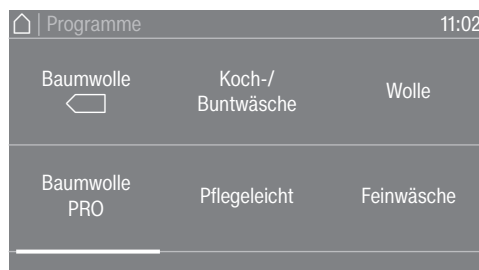 Programme
11:02
Baumwolle
Koch-/
Buntwäsche
Wolle
Baumwolle
PRO
Pflegeleicht
Feinwäsche